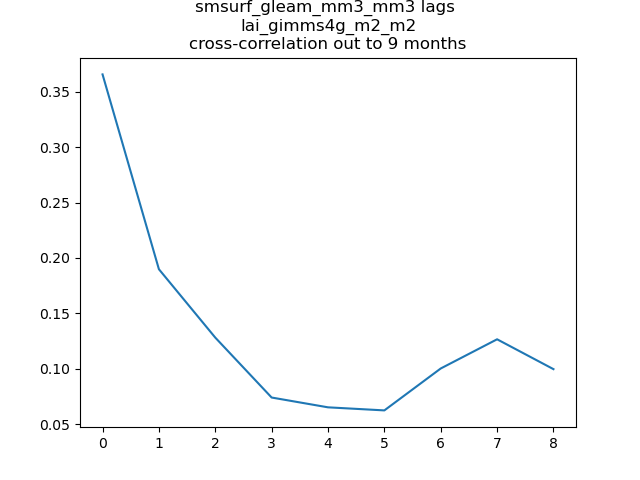 smsurf_gleam_mm3_mm3 lags
lai_gimms4g_m2_m2
cross-correlation out to 9 months
0.35
0.30
0.25
0.20
0.15
0.10
0.05
0 1 2 3 4 5 6 7 8